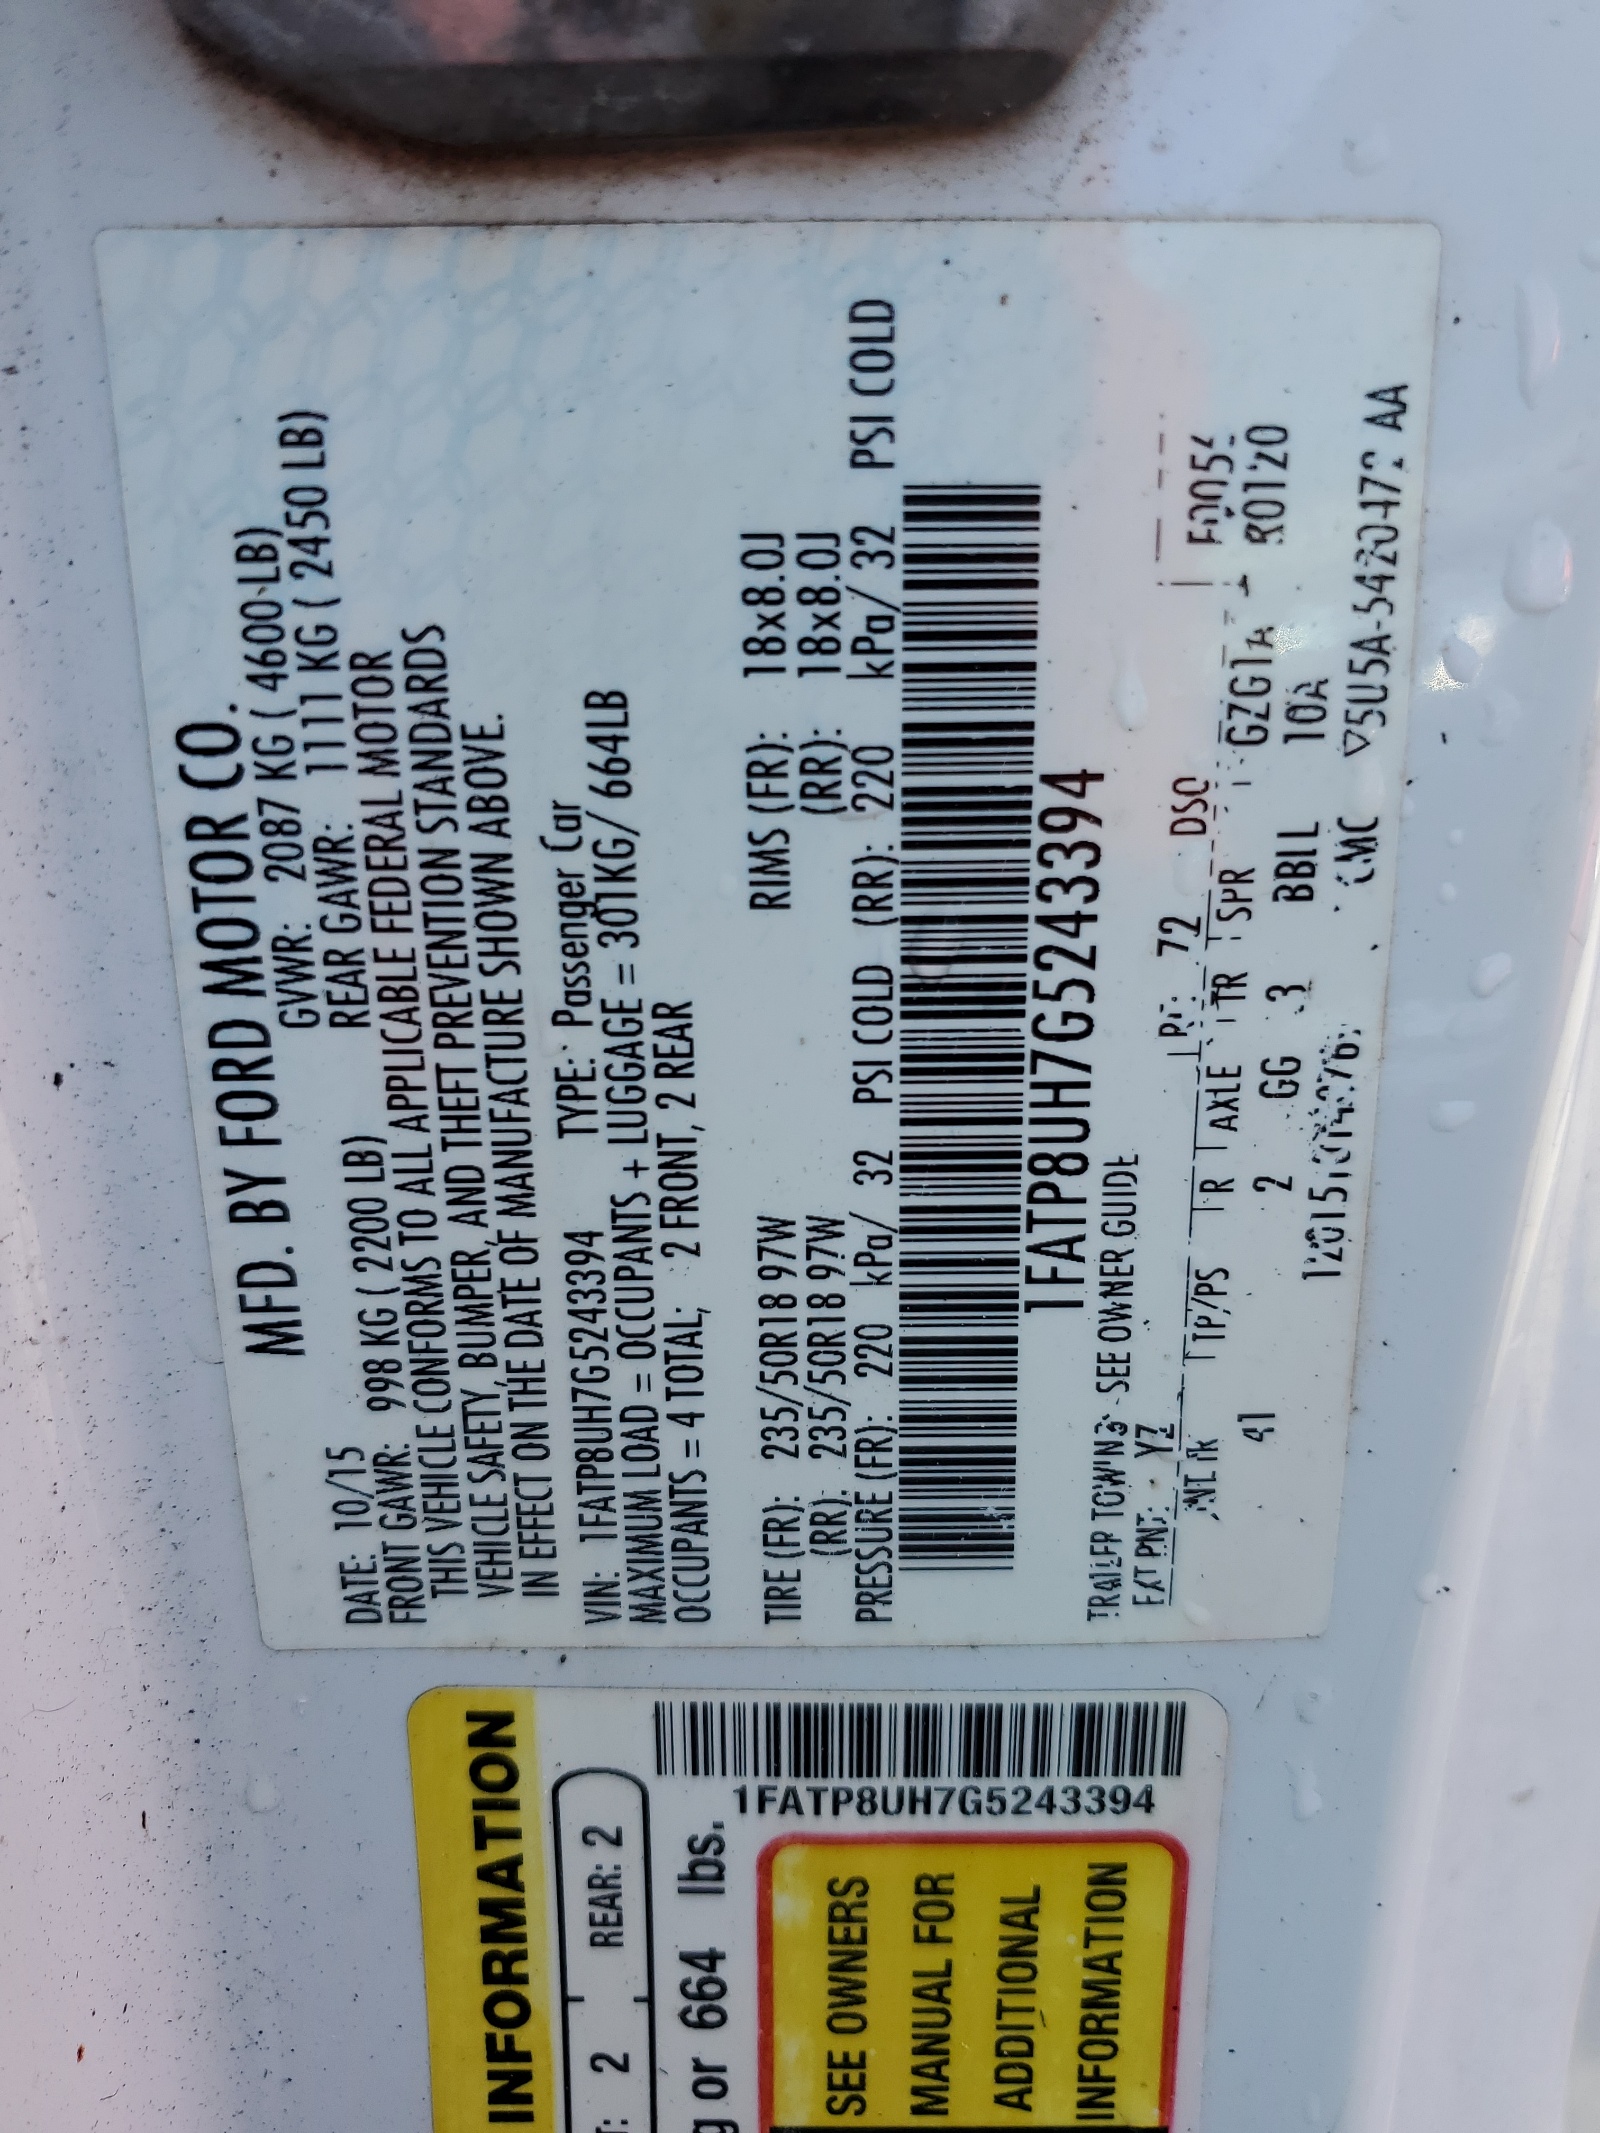 MFD. BY FORD MOTOR CO.
DATE: 10/15 GVWR: 2087 KG ( 4600 LB)
FRONT GAWR: 998 KG ( 2200 LB) REAR GAWR: 1111 KG ( 2450 LB)
THIS VEHICLE CONFORMS TO ALL APPLICABLE FEDERAL MOTOR
VEHICLE SAFETY, BUMPER, AND THEFT PREVENTION STANDARDS
IN EFFECT ON THE DATE OF MANUFACTURE SHOWN ABOVE.
VIN: 1FATP8UH7G5243394 TYPE: Passenger Car
MAXIMUM LOAD = OCCUPANTS + LUGGAGE = 301KG/ 664LB
OCCUPANTS = 4 TOTAL; 2 FRONT, 2 REAR
TIRE (FR): 235/50R18 97W RIMS (FR): 18x8.0J
(RR): 235/50R18 97W (RR): 18x8.0J
PRESSURE (FR): 220 kPa/ 32 PSI COLD (RR): 220 kPa/ 32 PSI COLD
1FATP8UH7G5243394
TRAILER TOWING - SEE OWNER GUIDE
EXT PNT: YZ 72 DSO
TP/PS R AXLE TR SPR GZG1A
41 2 GG 3 BBLL 10A
V5U5A-5420472 AA
INFORMATION
2 REAR: 2
or 664 lbs.
1FATP8UH7G5243394
SEE OWNERS
MANUAL FOR
ADDITIONAL
INFORMATION